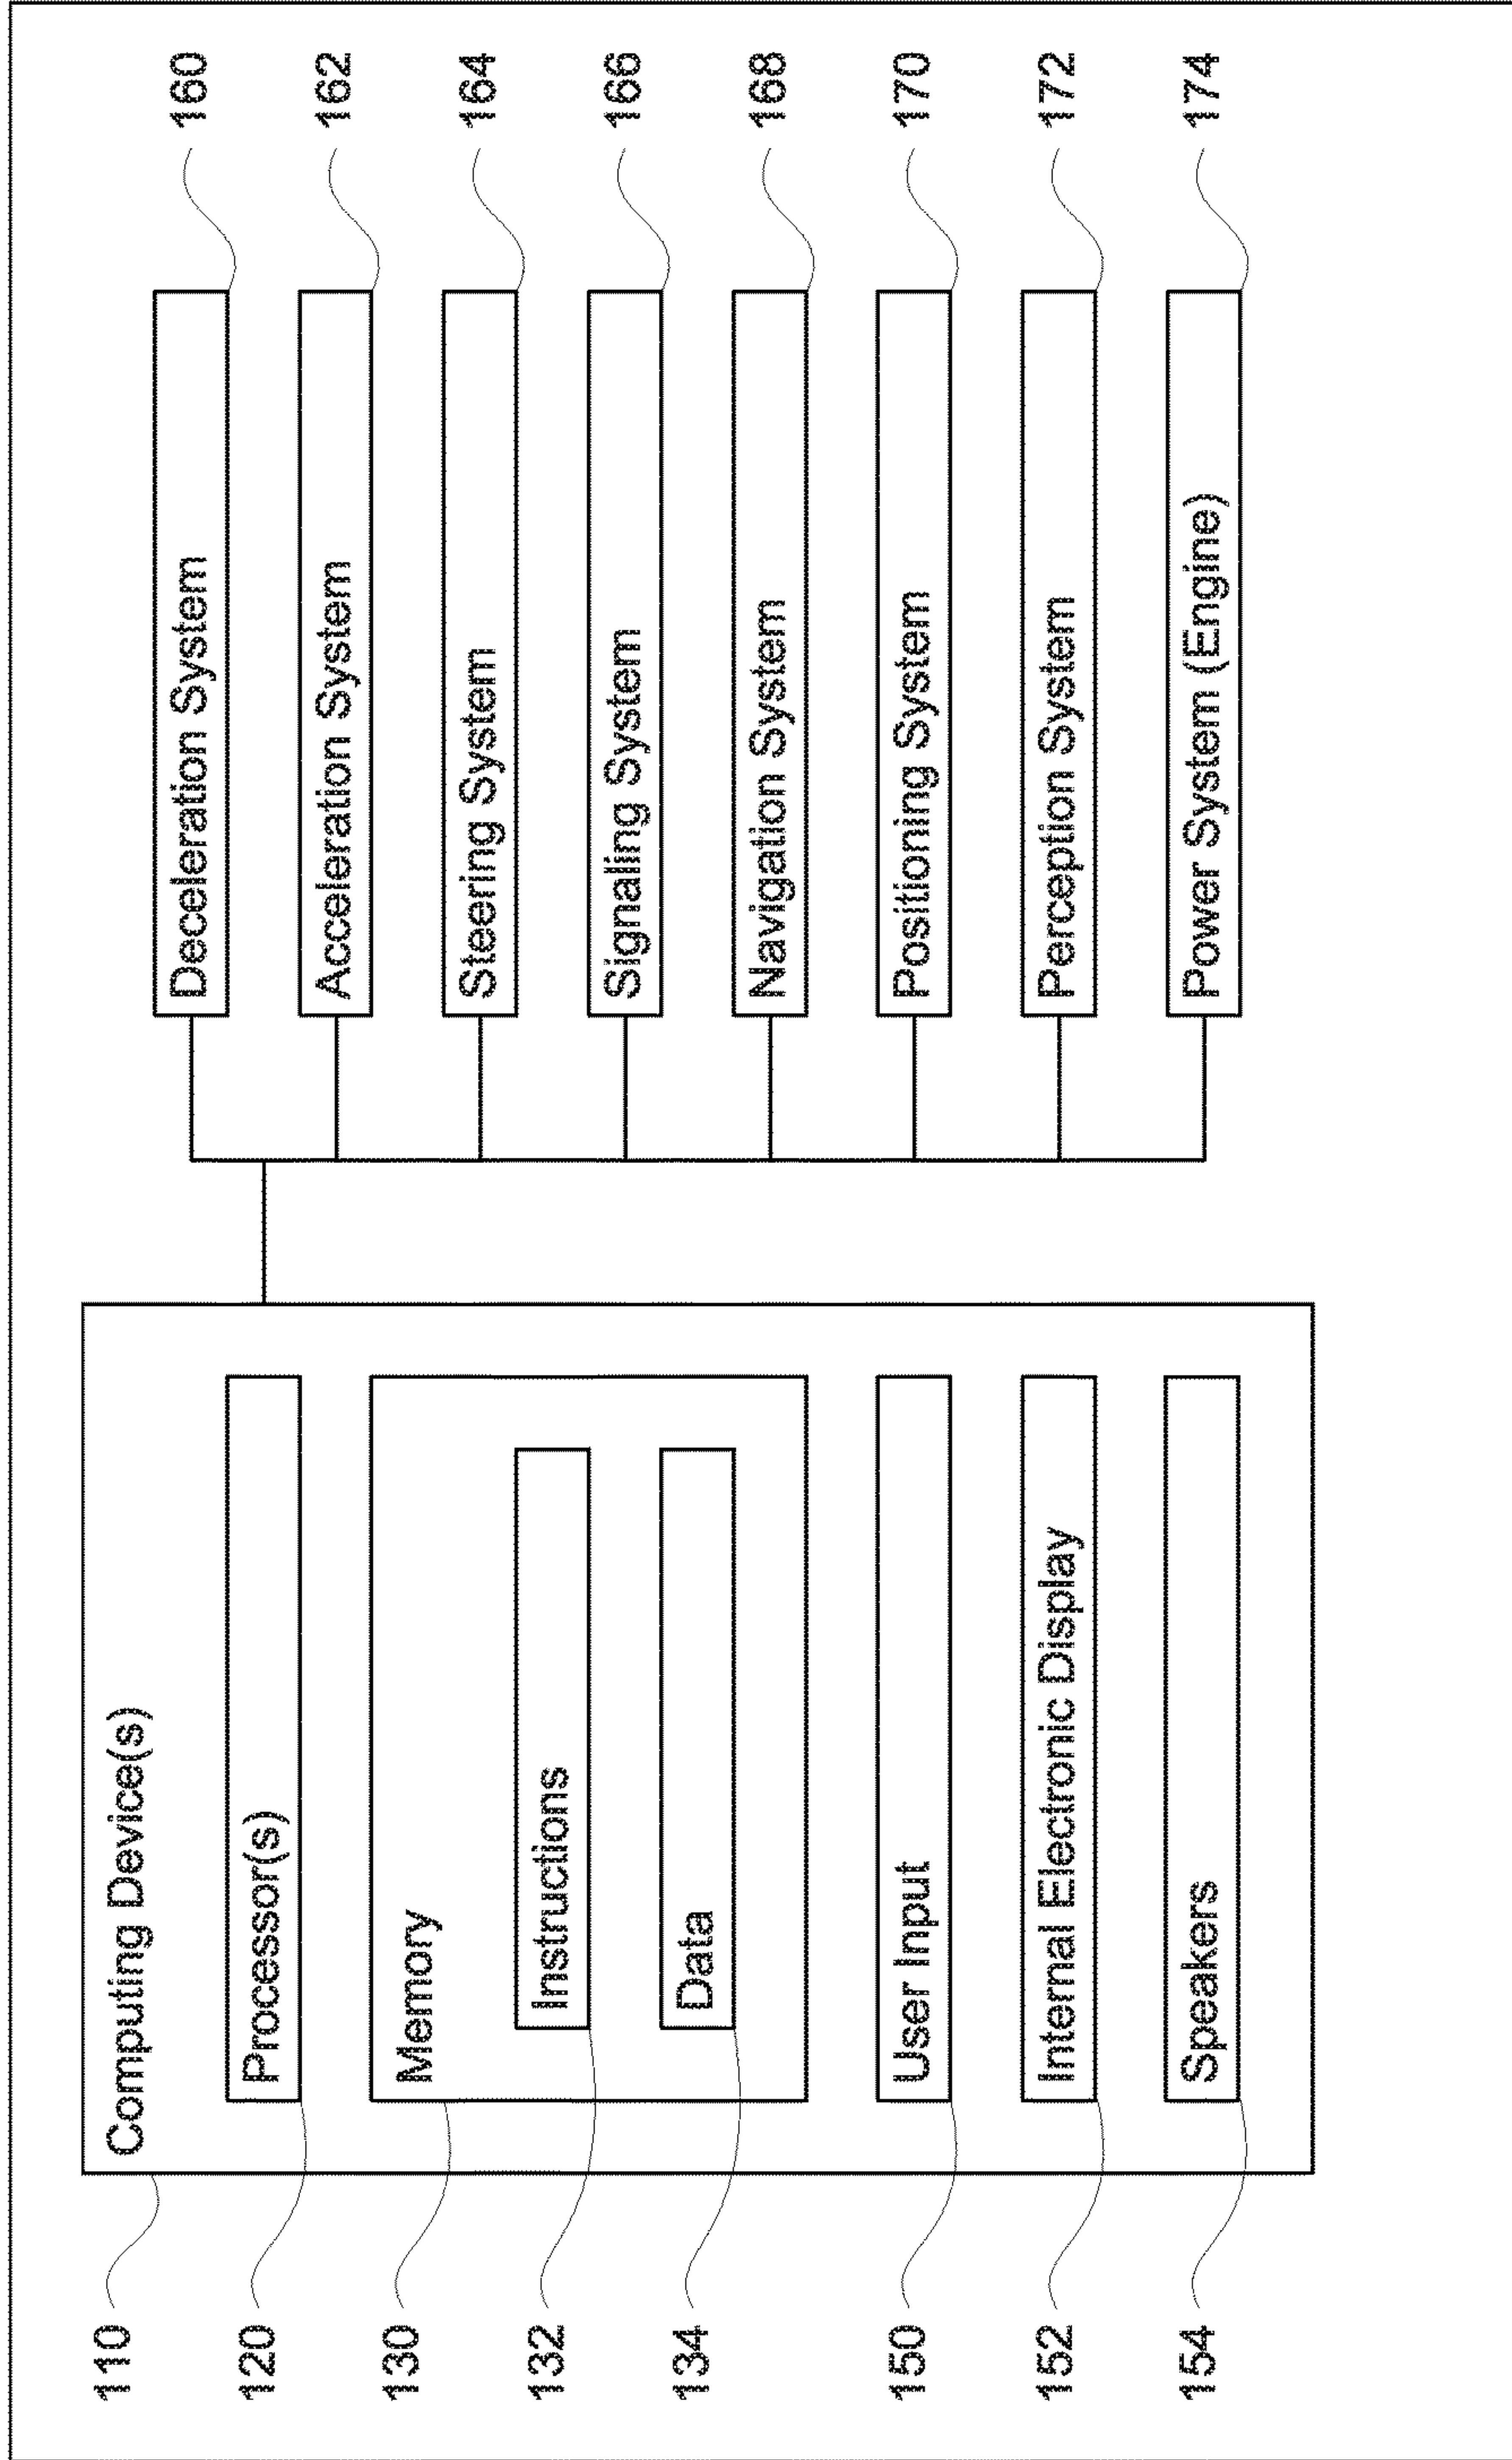 110
Computing Device(s)
120
Processor(s)
130
Memory
132
Instructions
134
Data
150
User Input
152
Internal Electronic Display
154
Speakers
Deceleration System
160
Acceleration System
162
Steering System
164
Signaling System
166
Navigation System
168
Positioning System
170
Perception System
172
Power System (Engine)
174